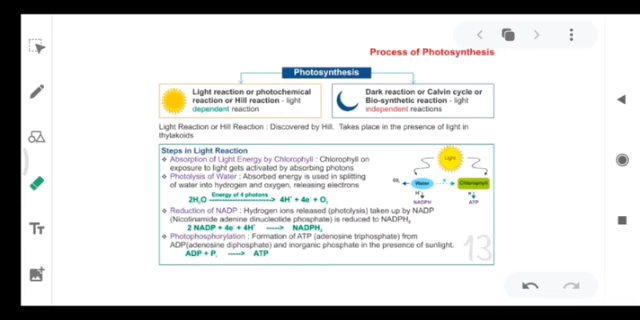 Process of Photosynthesis
Photosynthesis
Light reaction or photochemical
reaction or Hill reaction - light
dependent reaction
Dark reaction or Calvin cycle or
Bio-synthetic reaction - light
independent reactions
Light Reaction or Hill Reaction : Discovered by Hill. Takes place in the presence of light in
thylakoids
Steps in Light Reaction
❖ Absorption of Light Energy by Chlorophyll : Chlorophyll on
exposure to light gets activated by absorbing photons
❖ Photolysis of Water : Absorbed energy is used in splitting
of water into hydrogen and oxygen, releasing electrons
Energy of 4 photons
2H₂O ----------------------> 4H⁺ + 4e⁻ + O₂
❖ Reduction of NADP : Hydrogen ions released (photolysis) taken up by NADP
(Nicotinamide adenine dinucleotide phosphate) is reduced to NADPH₂
2 NADP + 4e⁻ + 4H⁺ -----> NADPH₂
❖ Photophosphorylation : Formation of ATP (adenosine triphosphate) from
ADP(adenosine diphosphate) and inorganic phosphate in the presence of sunlight.
ADP + Pᵢ -----> ATP
Light
Water
Chlorophyll
NADPH
ATP
13
Tт